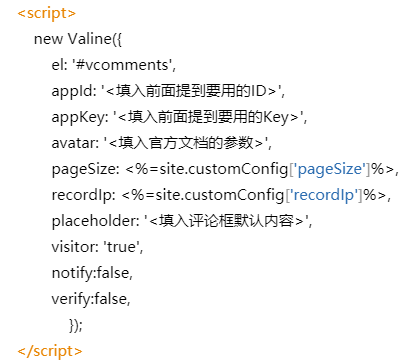 <script>
new Valine({
el: '#vcomments',
appId: '<填入前面提到要用的ID>',
appKey: '<填入前面提到要用的Key>',
avatar: '<填入官方文档的参数>',
pageSize: <%=site.customConfig['pageSize']%>,
recordIp: <%=site.customConfig['recordIp']%>,
placeholder: '<填入评论框默认内容>',
visitor: 'true',
notify:false,
verify:false,
});
</script>